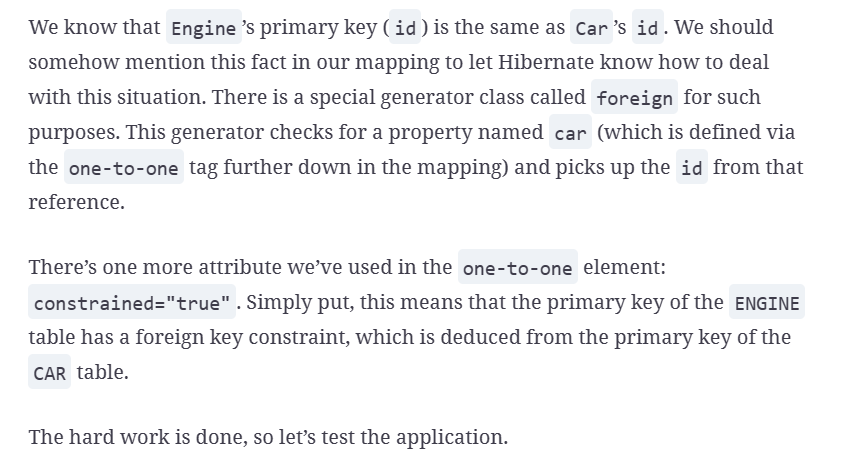 We know that Engine's primary key (id) is the same as Car's id. We should
somehow mention this fact in our mapping to let Hibernate know how to deal
with this situation. There is a special generator class called foreign for such
purposes. This generator checks for a property named car (which is defined via
the one-to-one tag further down in the mapping) and picks up the id from that
reference.
There’s one more attribute we’ve used in the one-to-one element:
constrained="true". Simply put, this means that the primary key of the ENGINE
table has a foreign key constraint, which is deduced from the primary key of the
CAR table.
The hard work is done, so let’s test the application.